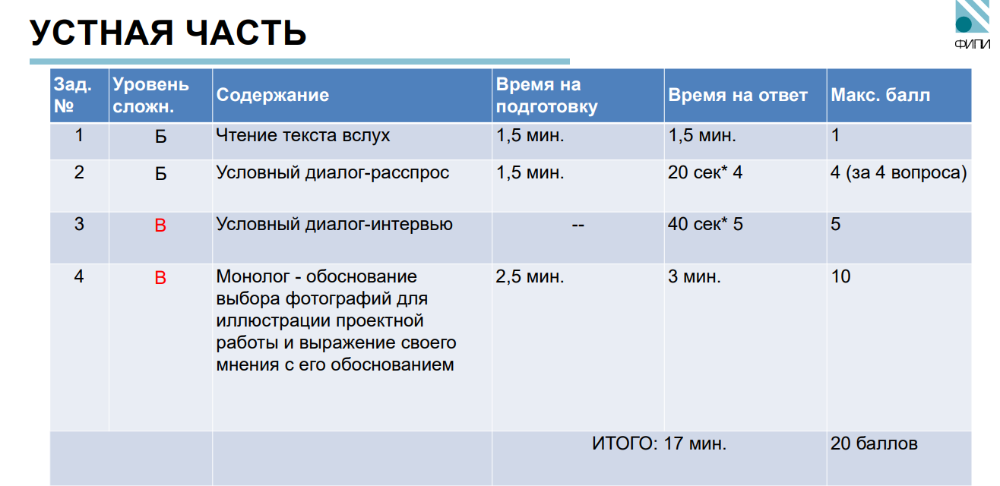 УСТНАЯ ЧАСТЬ
ФИПИ
Зад. №
Уровень сложн.
Содержание
Время на подготовку
Время на ответ
Макс. балл
1
Б
Чтение текста вслух
1,5 мин.
1,5 мин.
1
2
Б
Условный диалог-расспрос
1,5 мин.
20 сек* 4
4 (за 4 вопроса)
3
В
Условный диалог-интервью
--
40 сек* 5
5
4
В
Монолог - обоснование
выбора фотографий для
иллюстрации проектной
работы и выражение своего
мнения с его обоснованием
2,5 мин.
3 мин.
10
ИТОГО: 17 мин.
20 баллов